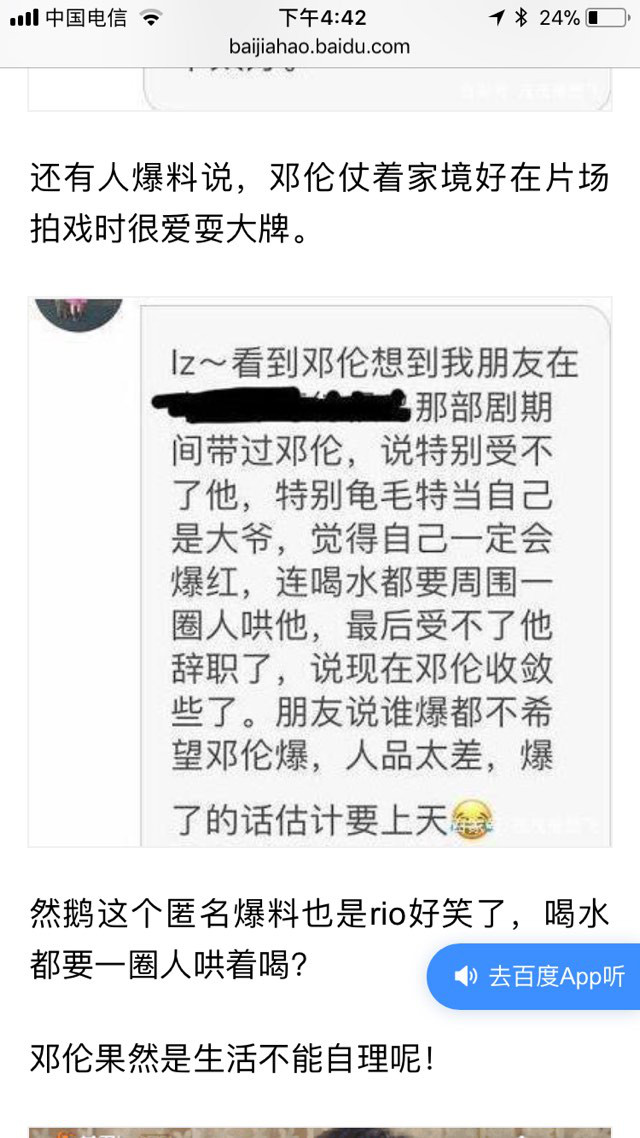 中国电信
下午4:42
24%
baijiahao.baidu.com
还有人爆料说，邓伦仗着家境好在片场
拍戏时很爱耍大牌。
lz～看到邓伦想到我朋友在
那部剧期
间带过邓伦，说特别受不
了他，特别龟毛特当自己
是大爷，觉得自己一定会
爆红，连喝水都要周围一
圈人哄他，最后受不了他
辞职了，说现在邓伦收敛
些了。朋友说谁爆都不希
望邓伦爆，人品太差，爆
了的话估计要上天😂
然鹅这个匿名爆料也是rio好笑了，喝水
都要一圈人哄着喝？
去百度App听
邓伦果然是生活不能自理呢！